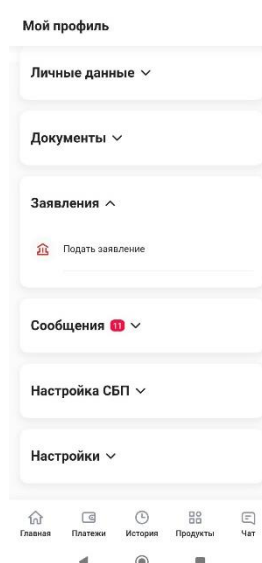 Мой профиль
Личные данные
Документы
Заявления
Подать заявление
Сообщения 11
Настройка СБП
Настройки
Главная Платежи История Продукты Чат